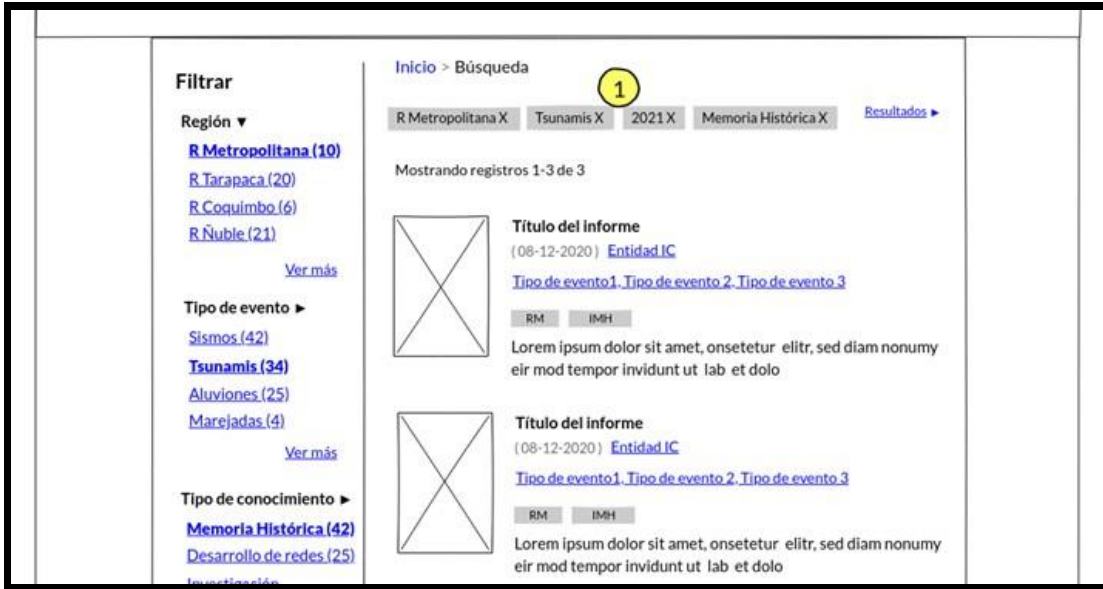 Filtrar
Región ▼
R Metropolitana (10)
R Tarapaca (20)
R Coquimbo (6)
R Ñuble (21)
Ver más
Tipo de evento ►
Sismos (42)
Tsunamis (34)
Aluviones (25)
Marejadas (4)
Ver más
Tipo de conocimiento ►
Memoria Histórica (42)
Desarrollo de redes (25)
Investigación
Inicio > Búsqueda
1
R Metropolitana X Tsunamis X 2021 X Memoria Histórica X Resultados ►
Mostrando registros 1-3 de 3
Título del informe
(08-12-2020) Entidad IC
Tipo de evento1, Tipo de evento 2, Tipo de evento 3
RM IMH
Lorem ipsum dolor sit amet, onsetetur elitr, sed diam nonumy
eir mod tempor invidunt ut lab et dolo
Título del informe
(08-12-2020) Entidad IC
Tipo de evento1, Tipo de evento 2, Tipo de evento 3
RM IMH
Lorem ipsum dolor sit amet, onsetetur elitr, sed diam nonumy
eir mod tempor invidunt ut lab et dolo